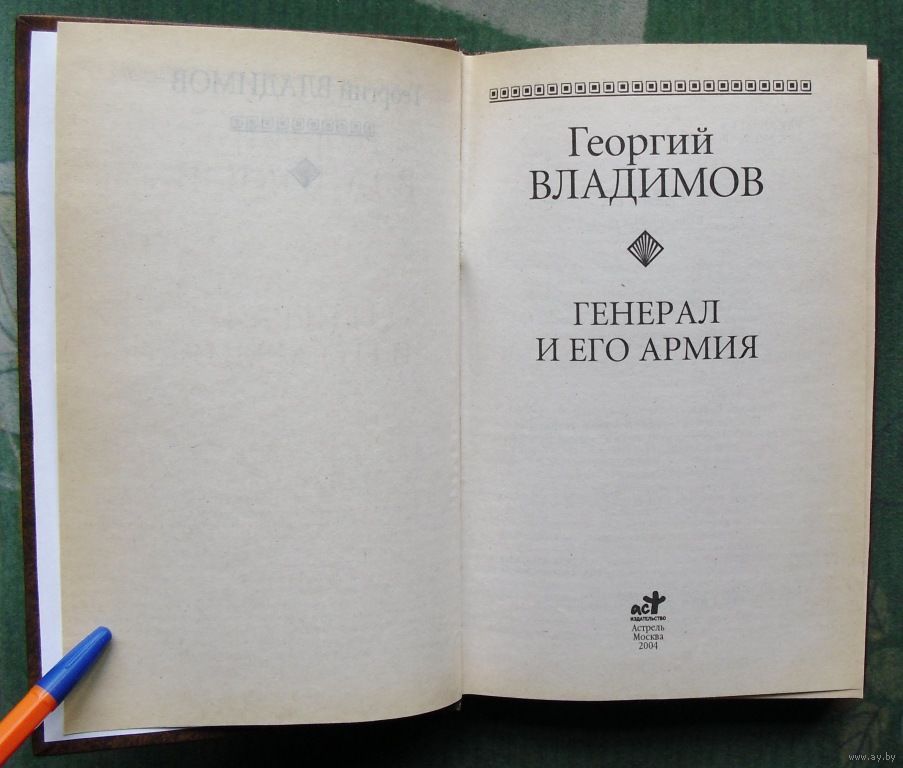 Георгий
ВЛАДИМОВ
ГЕНЕРАЛ
И ЕГО АРМИЯ
аст
ИЗДАТЕЛЬСТВО
Астрель
Москва
2004
www.ay.by